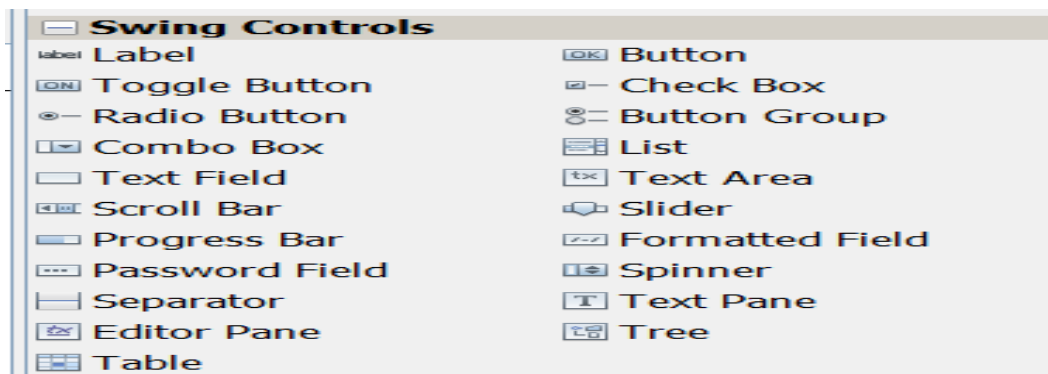 Swing Controls
label Label OK Button
ON Toggle Button Check Box
Radio Button Button Group
Combo Box List
Text Field tx Text Area
Scroll Bar Slider
Progress Bar Formatted Field
Password Field Spinner
Separator T Text Pane
Editor Pane Tree
Table